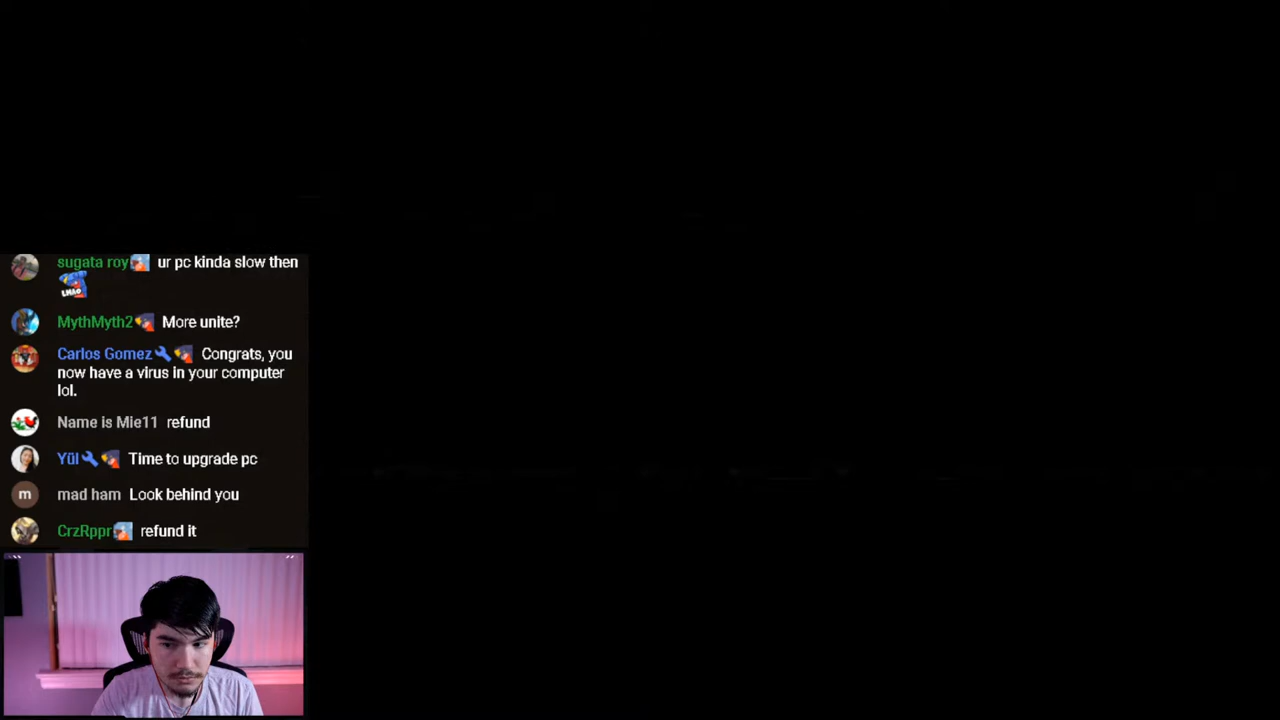 sugata roy ur pc kinda slow then
LMAO
MythMyth2 More unite?
Carlos Gomez Congrats, you
now have a virus in your computer
lol.
Name is Mie11 refund
Yūl Time to upgrade pc
m mad ham Look behind you
CrzRppr refund it